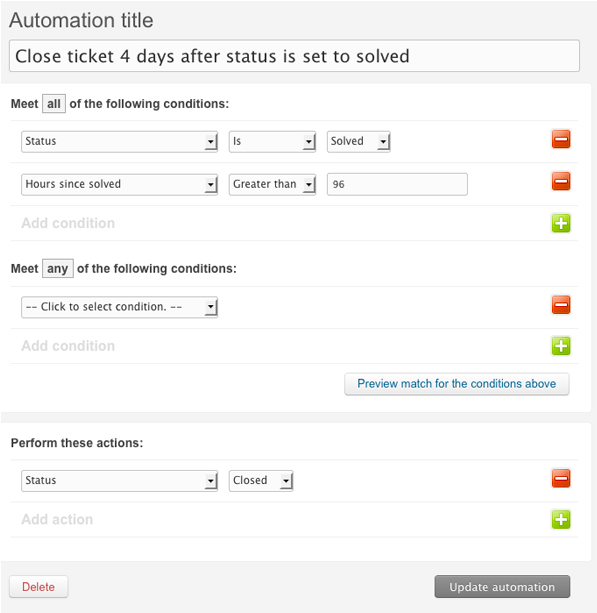 Automation title
Close ticket 4 days after status is set to solved
Meet all of the following conditions:
Status Is Solved
Hours since solved Greater than 96
Add condition
Meet any of the following conditions:
-- Click to select condition. --
Add condition
Preview match for the conditions above
Perform these actions:
Status Closed
Add action
Delete Update automation